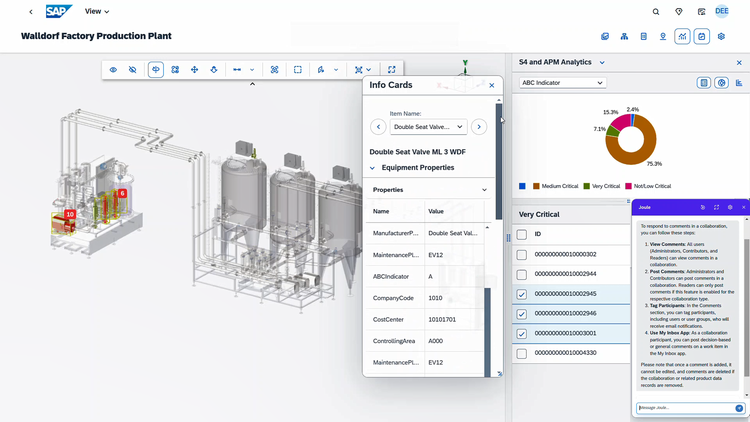 SAP
View
DEE
Walldorf Factory Production Plant
Y
10
6
Info Cards
Item Name:
Double Seat Valve...
Double Seat Valve ML 3 WDF
Equipment Properties
Properties
Name Value
ManufacturerP... Double Seat Val...
MaintenancePl... EV12
ABCIndicator A
CompanyCode 1010
CostCenter 10101701
ControllingArea A000
MaintenancePl... EV12
S4 and APM Analytics
ABC Indicator
2.4%
15.3%
7.1%
75.3%
Medium Critical Very Critical Not/Low Critical
Very Critical
ID
000000000010000302
000000000010002944
000000000010002945
000000000010002946
000000000010003001
000000000010004330
Joule
To respond to comments in a collaboration,
you can follow these steps:
1. View Comments: All users
(Administrators, Contributors, and
Readers) can view comments in a
collaboration.
2. Post Comments: Administrators and
Contributors can post comments in a
collaboration. Readers can only post
comments if this feature is enabled for the
respective collaboration type.
3. Tag Participants: In the Comments
section, you can tag participants,
including users or user groups, who will
receive email notifications.
4. Use My Inbox App: As a collaborator,
you can post decision-based
or general comments on a work item in
the My Inbox app.
Please note that once a comment is added, it
cannot be edited, and comments are deleted if
the collaboration or related product data
records are removed.
Message Joule...